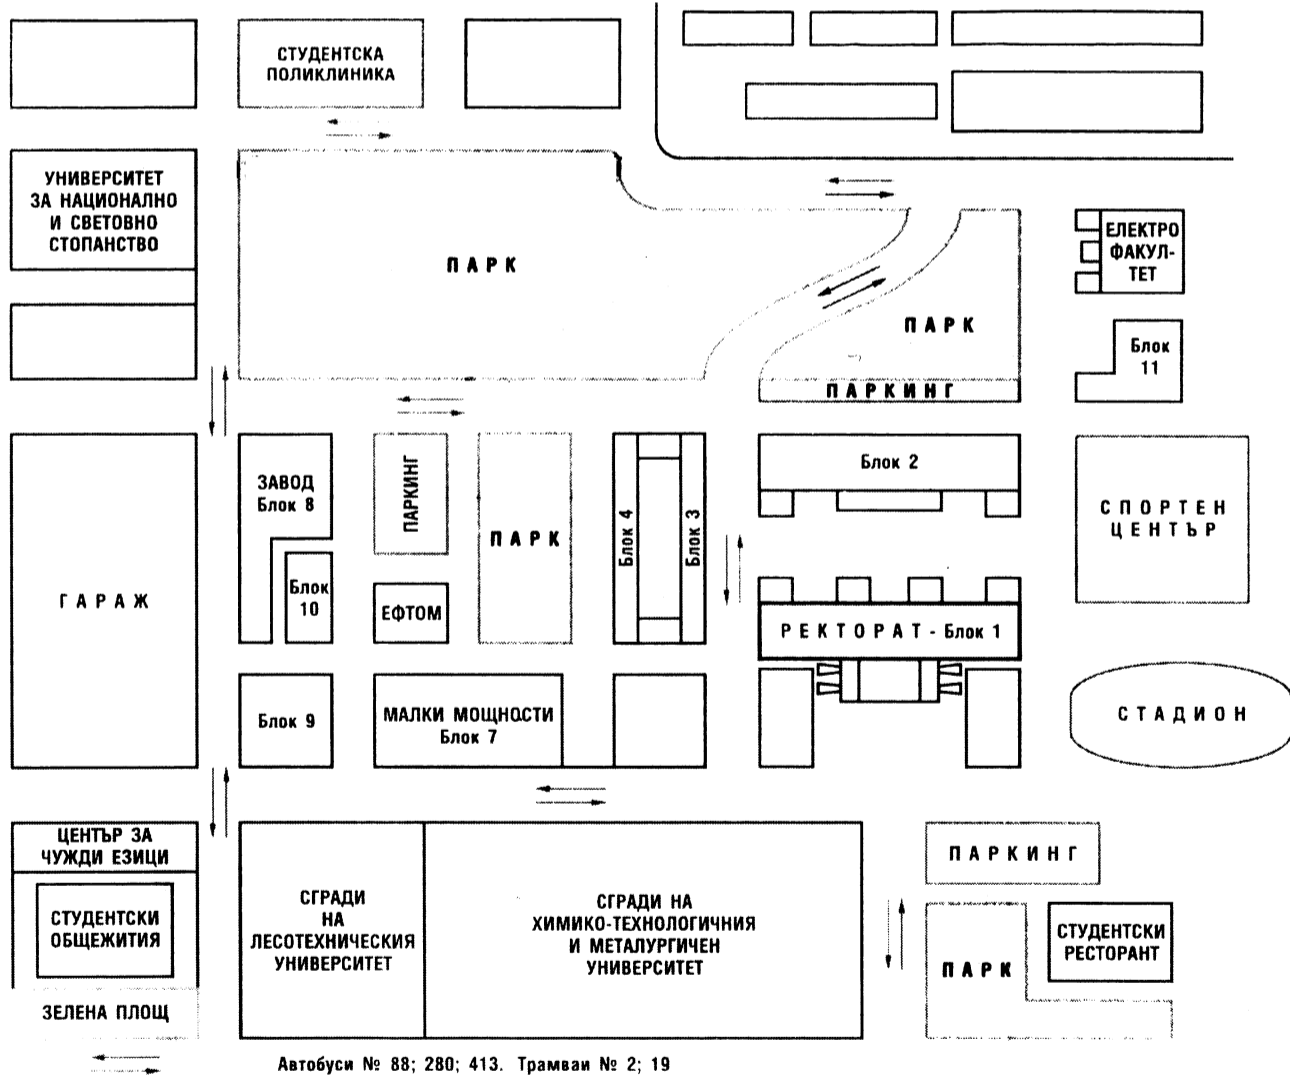 СТУДЕНТСКА
ПОЛИКЛИНИКА
УНИВЕРСИТЕТ
ЗА НАЦИОНАЛНО
И СВЕТОВНО
СТОПАНСТВО
ПАРК
ЕЛЕКТРО
ФАКУЛ-
ТЕТ
ПАРК
Блок
11
ПАРКИНГ
ЗАВОД
Блок 8
ПАРКИНГ
ПАРК
Блок 4
Блок 3
Блок 2
СПОРТЕН
ЦЕНТЪР
ГАРАЖ
Блок
10
ЕФТОМ
РЕКТОРАТ - Блок 1
Блок 9
МАЛКИ МОЩНОСТИ
Блок 7
СТАДИОН
ЦЕНТЪР ЗА
ЧУЖДИ ЕЗИЦИ
СТУДЕНТСКИ
ОБЩЕЖИТИЯ
ЗЕЛЕНА ПЛОЩ
СГРАДИ
НА
ЛЕСОТЕХНИЧЕСКИЯ
УНИВЕРСИТЕТ
СГРАДИ НА
ХИМИКО-ТЕХНОЛОГИЧНИЯ
И МЕТАЛУРГИЧЕН
УНИВЕРСИТЕТ
ПАРКИНГ
ПАРК
СТУДЕНТСКИ
РЕСТОРАНТ
Автобуси № 88; 280; 413. Трамваи № 2; 19